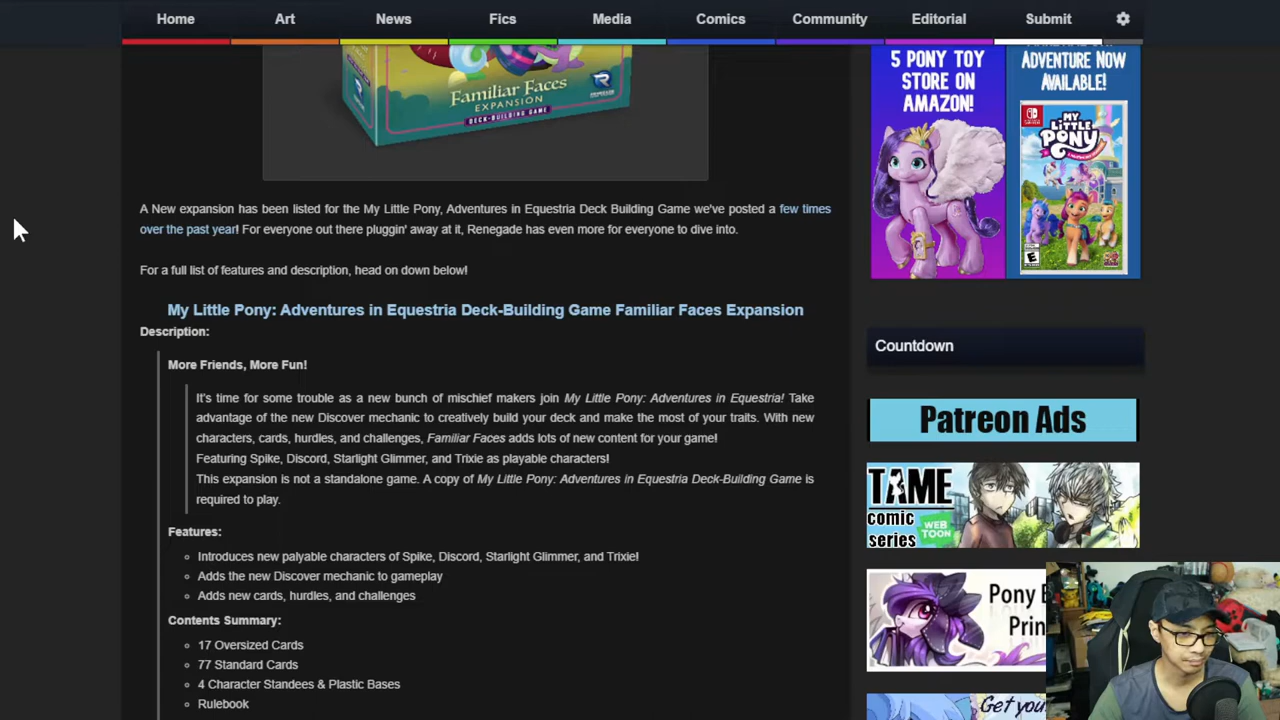 Home Art News Fics Media Comics Community Editorial Submit
Familiar Faces
EXPANSION
DECK-BUILDING GAME
5 PONY TOY
STORE ON
AMAZON!
ADVENTURE NOW
AVAILABLE!
MY
LITTLE
PONY
A New expansion has been listed for the My Little Pony, Adventures in Equestria Deck Building Game we've posted a few times
over the past year! For everyone out there pluggin' away at it, Renegade has even more for everyone to dive into.
For a full list of features and description, head on down below!
My Little Pony: Adventures in Equestria Deck-Building Game Familiar Faces Expansion
Description:
More Friends, More Fun!
It's time for some trouble as a new bunch of mischief makers join My Little Pony: Adventures in Equestria! Take
advantage of the new Discover mechanic to creatively build your deck and make the most of your traits. With new
characters, cards, hurdles, and challenges, Familiar Faces adds lots of new content for your game!
Featuring Spike, Discord, Starlight Glimmer, and Trixie as playable characters!
This expansion is not a standalone game. A copy of My Little Pony: Adventures in Equestria Deck-Building Game is
required to play.
Features:
Introduces new palyable characters of Spike, Discord, Starlight Glimmer, and Trixie!
Adds the new Discover mechanic to gameplay
Adds new cards, hurdles, and challenges
Contents Summary:
17 Oversized Cards
77 Standard Cards
4 Character Standees & Plastic Bases
Rulebook
Countdown
Patreon Ads
TAME
comic
series
WEB
TOON
Pony B
Prin
Get you